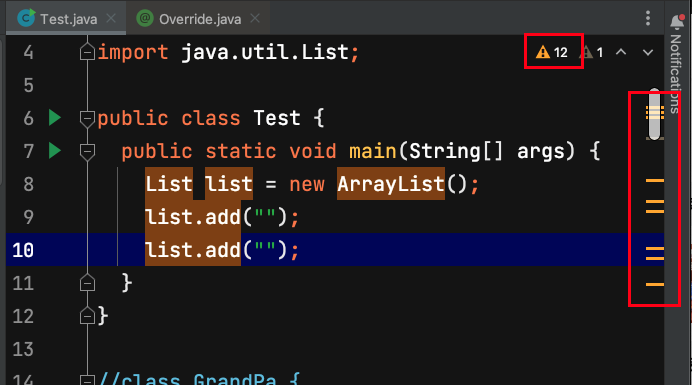 Test.java Override.java
4 import java.util.List; 12 1
5
6 public class Test {
7 public static void main(String[] args) {
8 List list = new ArrayList();
9 list.add("");
10 list.add("");
11 }
12 }
13
14 //class GrandPa {
Notifications